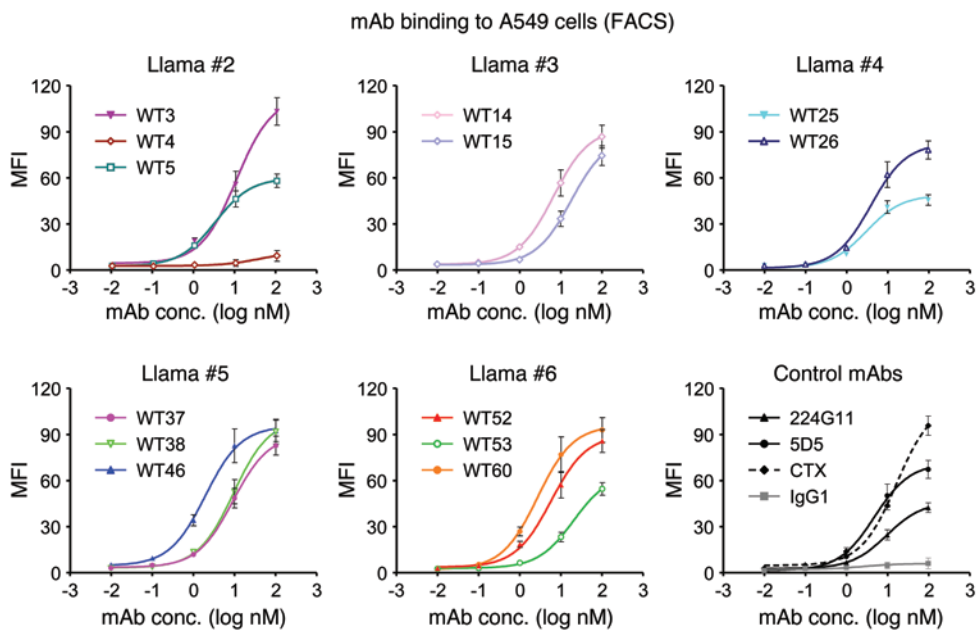 mAb binding to A549 cells (FACS)
Llama #2
120
90
60
30
0
MFI
WT3
WT4
WT5
-3 -2 -1 0 1 2 3
mAb conc. (log nM)
Llama #3
120
90
60
30
0
MFI
WT14
WT15
-3 -2 -1 0 1 2 3
mAb conc. (log nM)
Llama #4
120
90
60
30
0
MFI
WT25
WT26
-3 -2 -1 0 1 2 3
mAb conc. (log nM)
Llama #5
120
90
60
30
0
MFI
WT37
WT38
WT46
-3 -2 -1 0 1 2 3
mAb conc. (log nM)
Llama #6
120
90
60
30
0
MFI
WT52
WT53
WT60
-3 -2 -1 0 1 2 3
mAb conc. (log nM)
Control mAbs
120
90
60
30
0
MFI
224G11
5D5
CTX
IgG1
-3 -2 -1 0 1 2 3
mAb conc. (log nM)